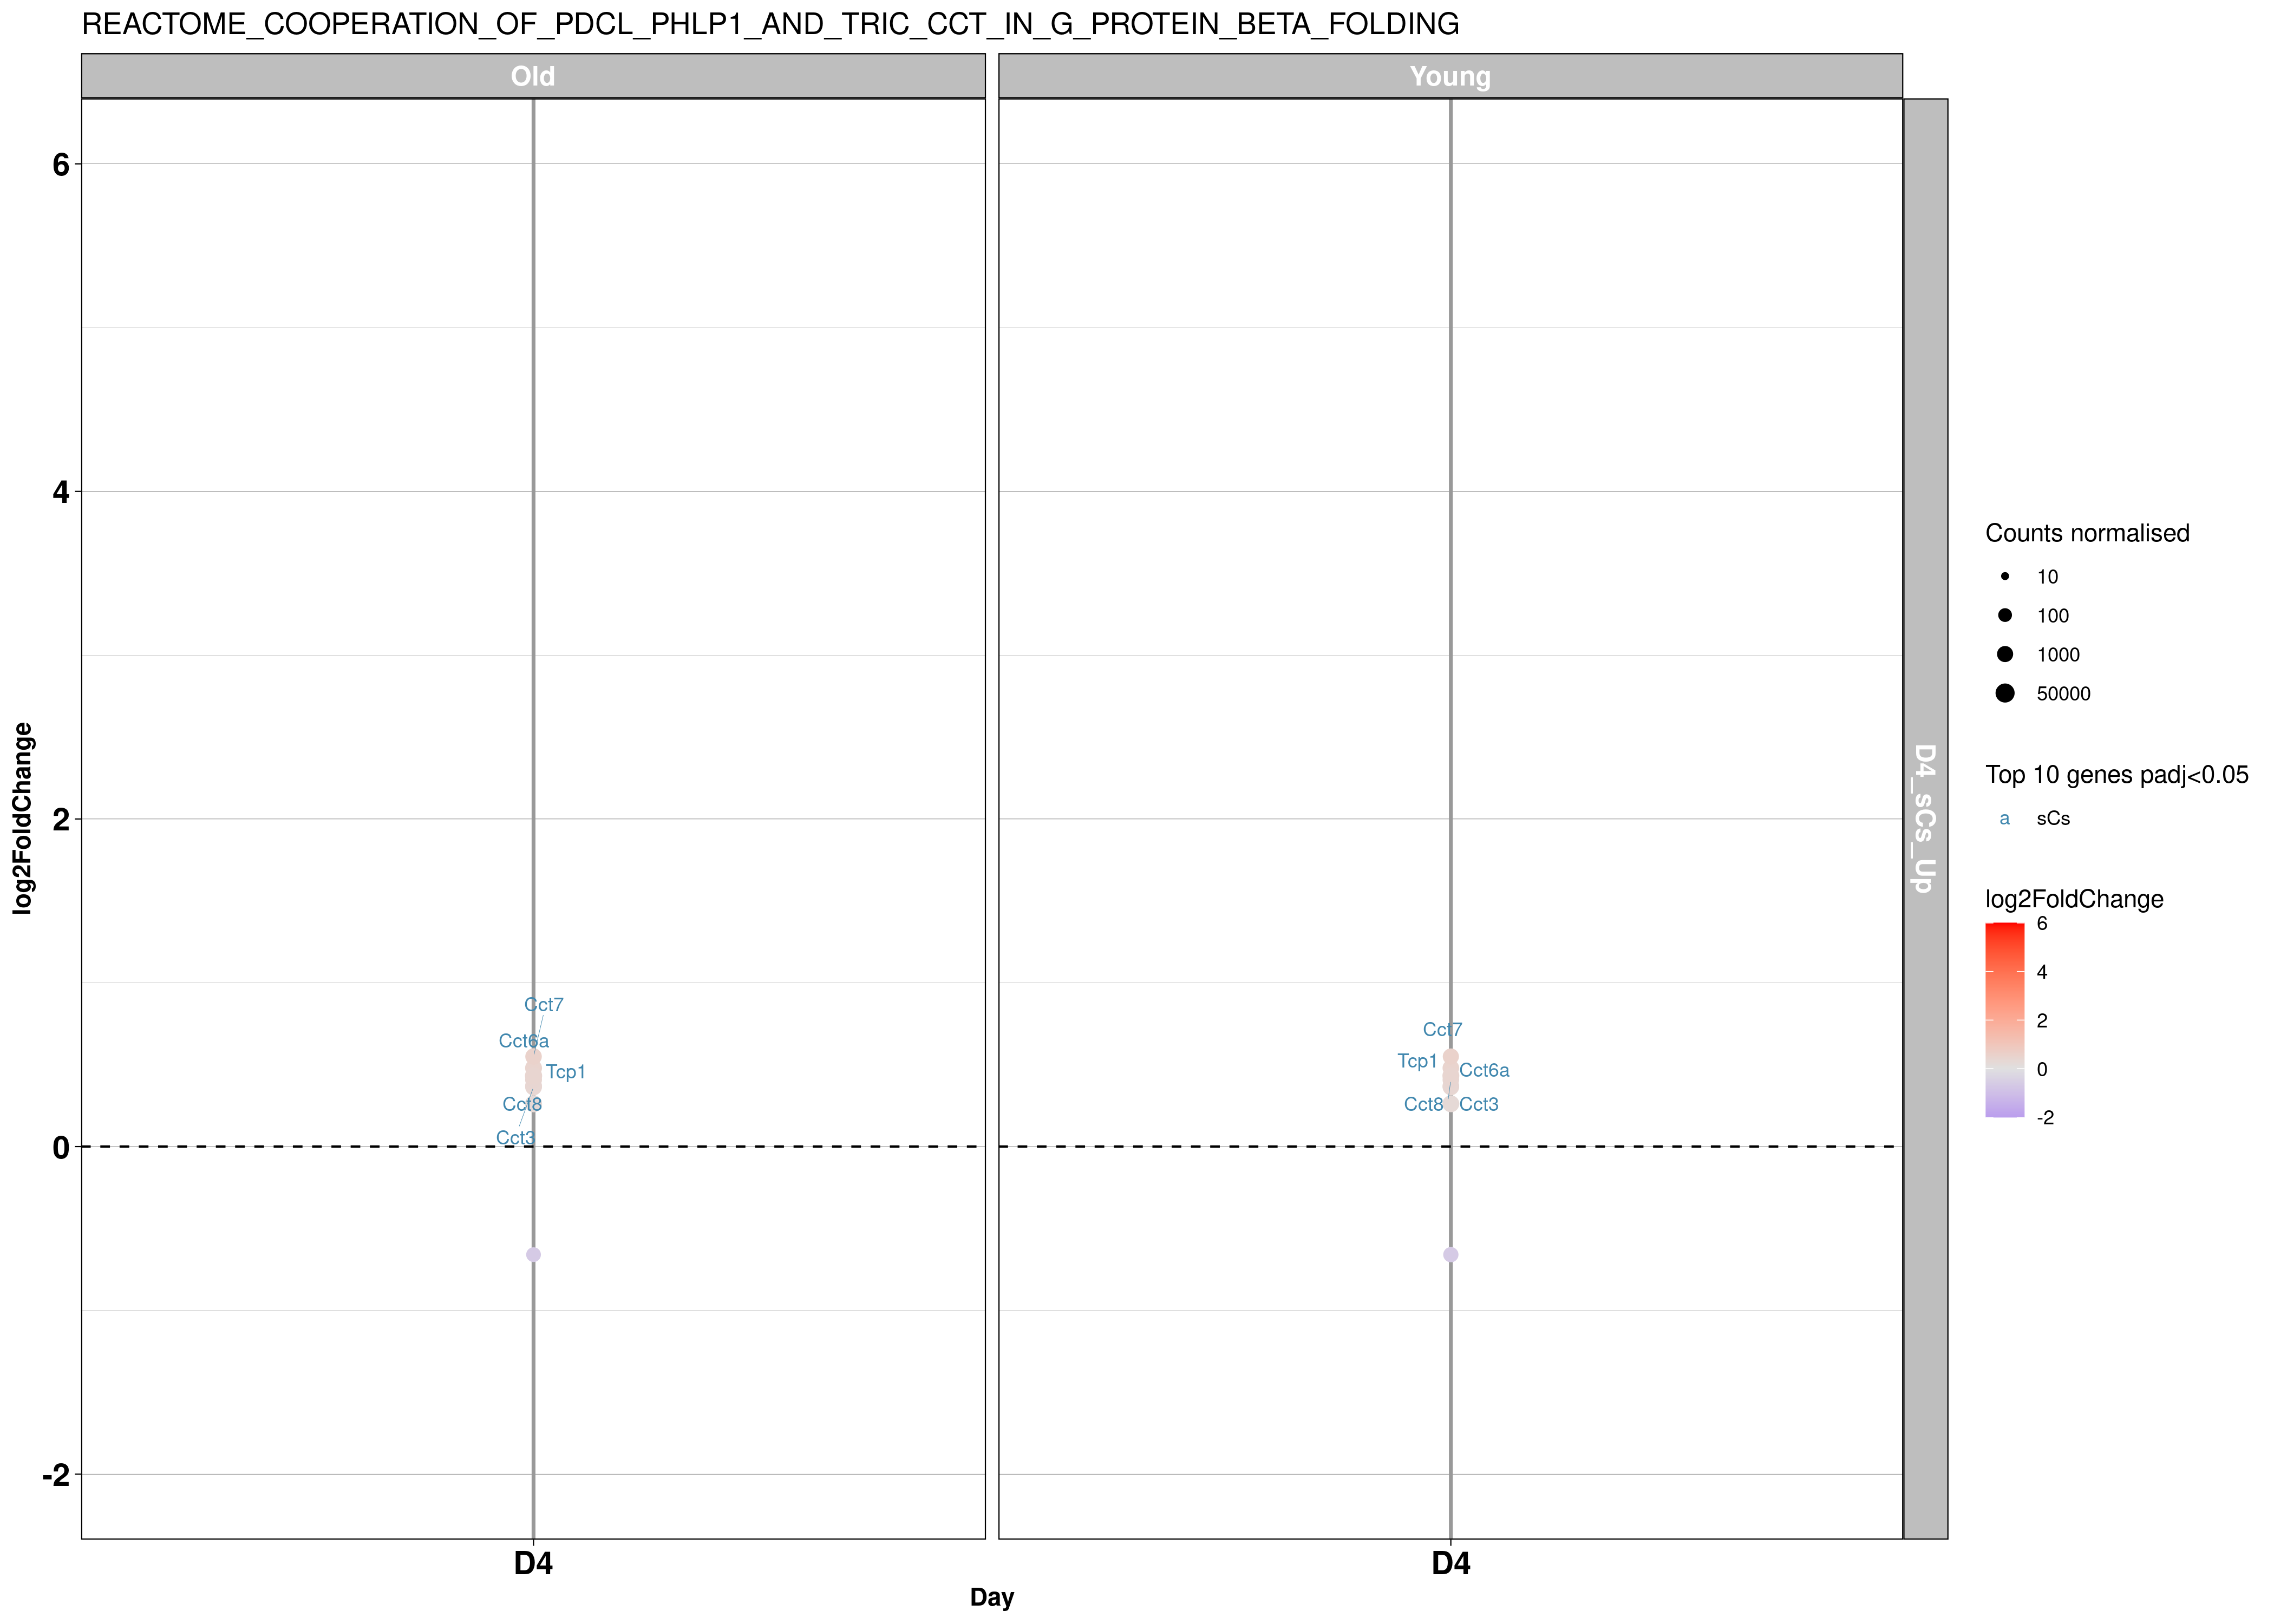 REACTOME_COOPERATION_OF_PDCL_PHLP1_AND_TRIC_CCT_IN_G_PROTEIN_BETA_FOLDING
Old
Young
6
4
2
0
-2
log2FoldChange
Cct7
Cct6a
Tcp1
Cct8
Cct3
Cct7
Tcp1
Cct6a
Cct8
Cct3
D4_sCs_Up
D4
D4
Day
Counts normalised
10
100
1000
50000
Top 10 genes padj<0.05
a sCs
log2FoldChange
6
4
2
0
-2